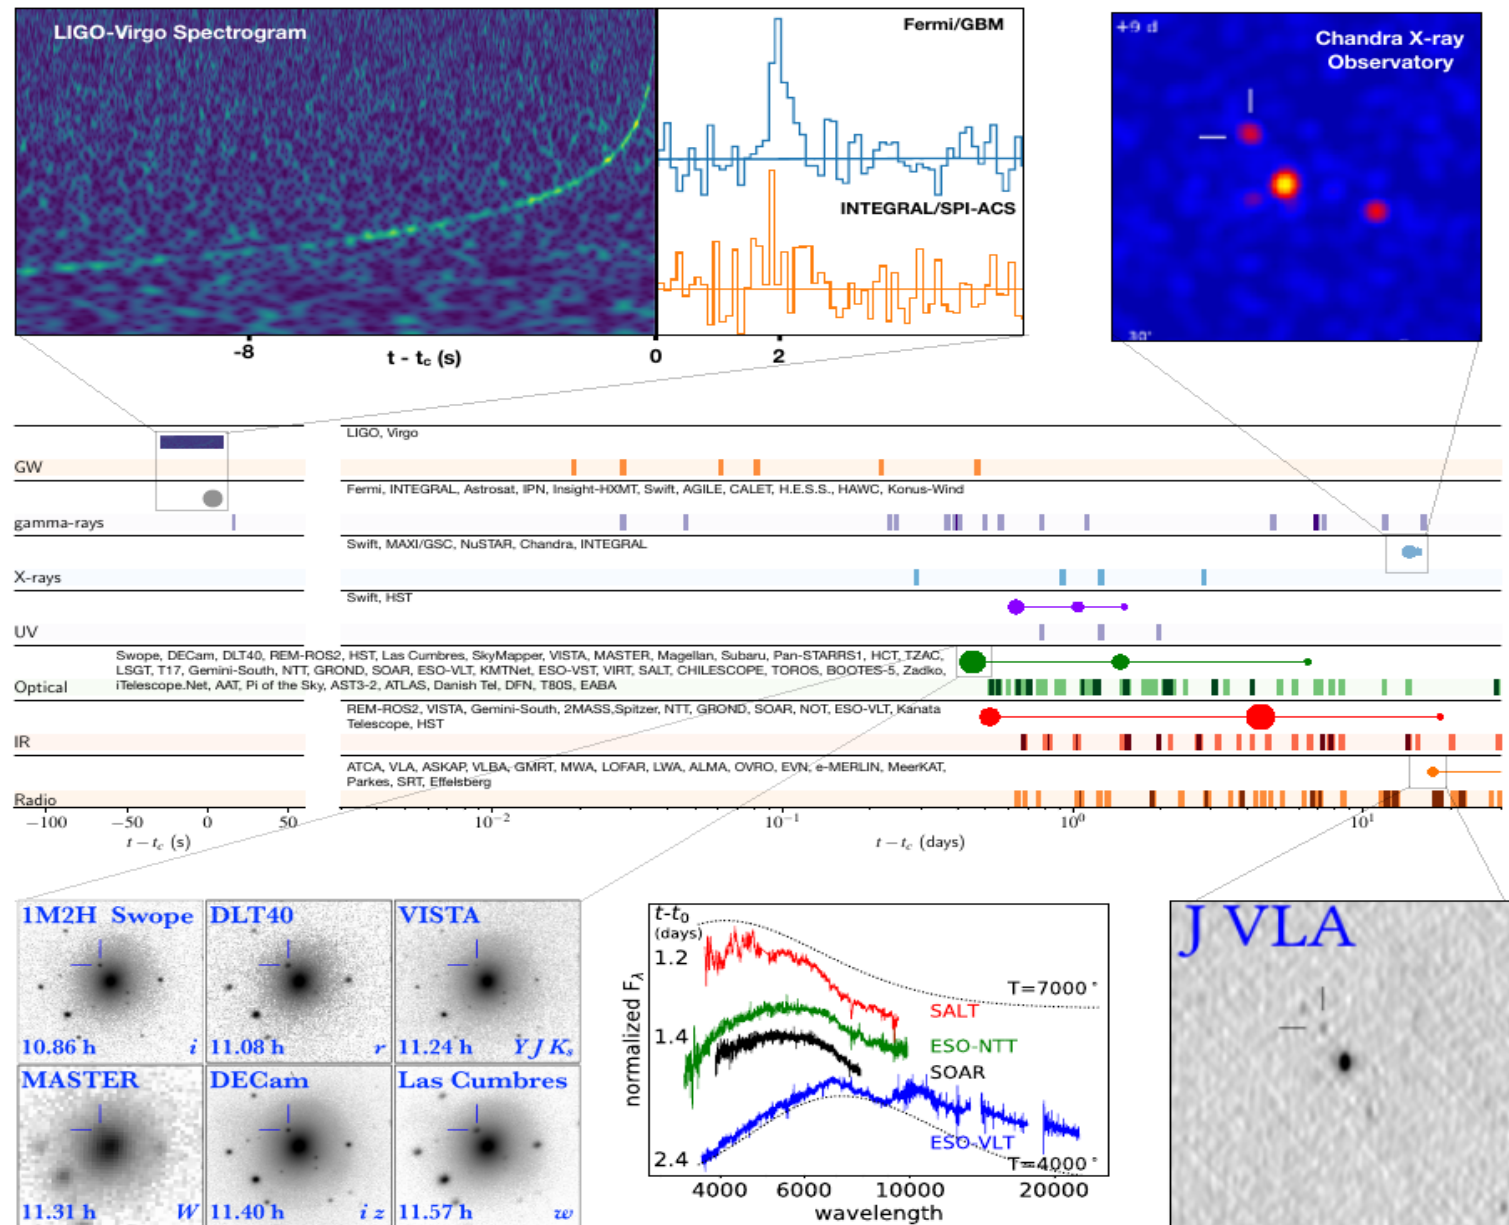 LIGO-Virgo Spectrogram
Fermi/GBM
INTEGRAL/SPI-ACS
-8
t - tc (s)
0
2
+9 d
Chandra X-ray
Observatory
30"
LIGO, Virgo
GW
Fermi, INTEGRAL, Astrosat, IPN, Insight-HXMT, Swift, AGILE, CALET, H.E.S.S., HAWC, Konus-Wind
gamma-rays
Swift, MAXI/GSC, NuSTAR, Chandra, INTEGRAL
X-rays
Swift, HST
UV
Swope, DECam, DLT40, REM-ROS2, HST, Las Cumbres, SkyMapper, VISTA, MASTER, Magellan, Subaru, Pan-STARRS1, HCT, TZAC,
LSGT, T17, Gemini-South, NTT, GROND, SOAR, ESO-VLT, KMTNet, ESO-VST, VIRT, SALT, CHILESCOPE, TOROS, BOOTES-5, Zadko,
iTelescope.Net, AAT, Pi of the Sky, AST3-2, ATLAS, Danish Tel, DFN, T80S, EABA
Optical
REM-ROS2, VISTA, Gemini-South, 2MASS,Spitzer, NTT, GROND, SOAR, NOT, ESO-VLT, Kanata
Telescope, HST
IR
ATCA, VLA, ASKAP, VLBA, GMRT, MWA, LOFAR, LWA, ALMA, OVRO, EVN, e-MERLIN, MeerKAT,
Parkes, SRT, Effelsberg
Radio
−100 −50 0 50
t − tc (s)
10⁻² 10⁻¹ 10⁰ 10¹
t − tc (days)
1M2H Swope
10.86 h i
DLT40
11.08 h r
VISTA
11.24 h Y J Ks
MASTER
11.31 h W
DECam
11.40 h i z
Las Cumbres
11.57 h w
t-t0
(days)
1.2
1.4
2.4
normalized Fλ
T=7000°
SALT
ESO-NTT
SOAR
ESO-VLT
T=4000°
4000 6000 10000 20000
wavelength
J VLA